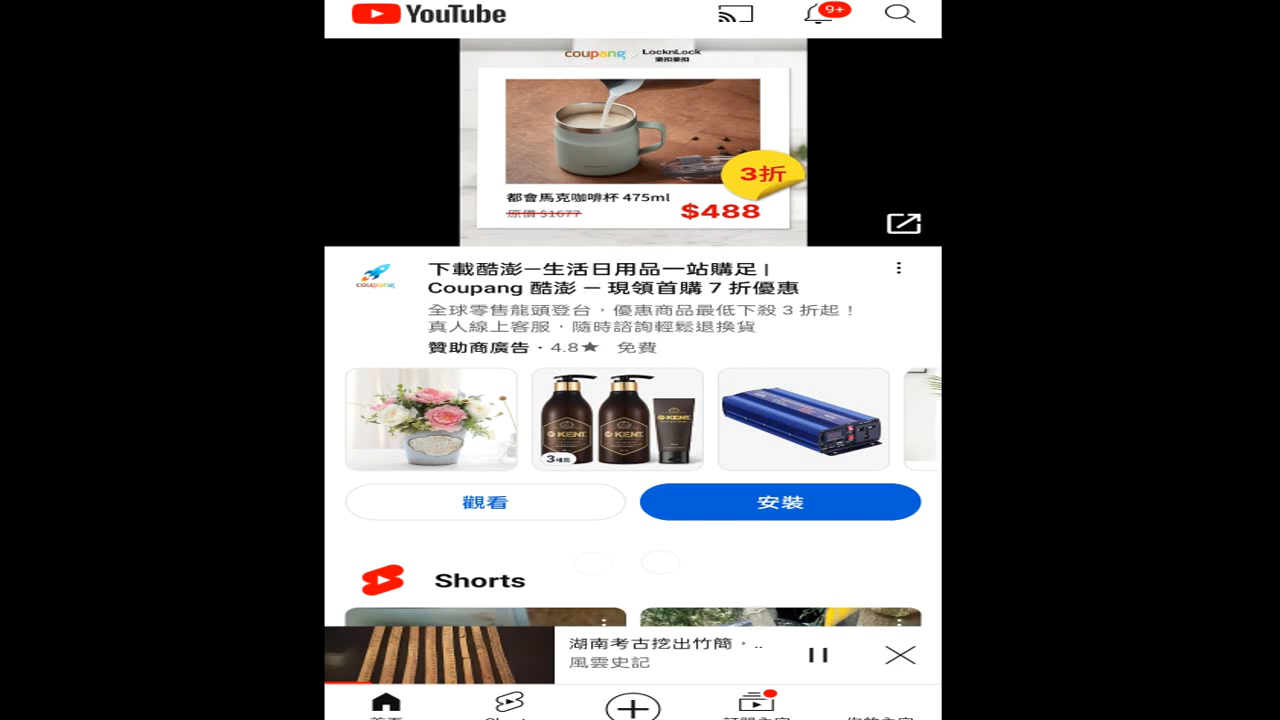 YouTube
9+
coupang × LocknLock
樂扣樂扣
3折
都會馬克咖啡杯 475ml
原價 $1677
$488
下載酷澎—生活日用品一站購足 |
Coupang 酷澎 — 現領首購 7 折優惠
coupang
全球零售龍頭登台，優惠商品最低下殺 3 折起！
真人線上客服，隨時諮詢輕鬆退換貨
贊助商廣告・4.8★ 免費
KENT
KENT
KENT
3
觀看
安裝
Shorts
湖南考古挖出竹簡，..
風雲史記